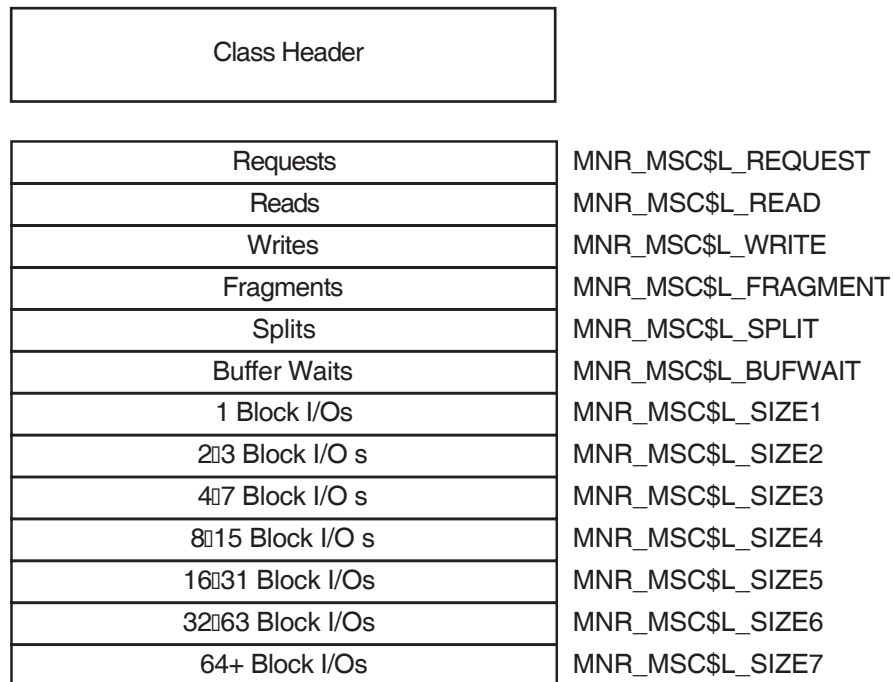 Class Header
Requests MNR_MSC$L_REQUEST
Reads MNR_MSC$L_READ
Writes MNR_MSC$L_WRITE
Fragments MNR_MSC$L_FRAGMENT
Splits MNR_MSC$L_SPLIT
Buffer Waits MNR_MSC$L_BUFWAIT
1 Block I/Os MNR_MSC$L_SIZE1
2▯3 Block I/O s MNR_MSC$L_SIZE2
4▯7 Block I/O s MNR_MSC$L_SIZE3
8▯15 Block I/O s MNR_MSC$L_SIZE4
16▯31 Block I/Os MNR_MSC$L_SIZE5
32▯63 Block I/Os MNR_MSC$L_SIZE6
64+ Block I/Os MNR_MSC$L_SIZE7